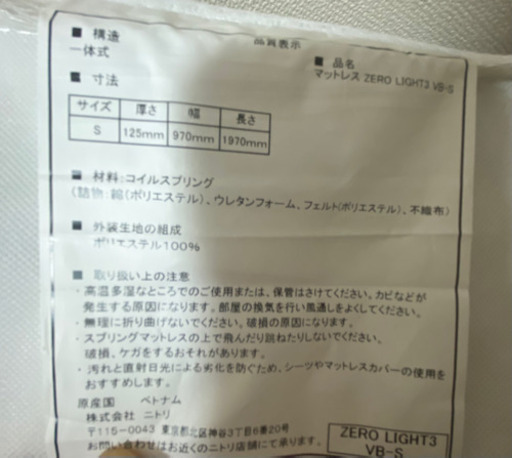 品質表示
■ 構造
一体式
■ 品名
マットレス ZERO LIGHT3 VB-S
■ 寸法
サイズ 厚さ 幅 長さ
S 125mm 970mm 1970mm
■ 材料:コイルスプリング
(詰物:綿(ポリエステル)、ウレタンフォーム、フェルト(ポリエステル)、不織布)
■ 外装生地の組成
ポリエステル100%
■ 取り扱い上の注意
・高温多湿なところでのご使用または、保管はさけてください。カビなどが
発生する原因になります。部屋の換気を行い風通しをよくしてください。
・無理に折り曲げないでください。破損の原因になります。
・スプリングマットレスの上で飛んだり跳ねたりしないでください。
破損、ケガをするおそれがあります。
・汚れと直射日光による劣化を防ぐため、シーツやマットレスカバーの使用を
おすすめします。
原産国 ベトナム
株式会社 ニトリ
〒115-0043 東京都北区神谷3丁目6番20号
お問い合わせはお近くのニトリ店舗にて承ります。
ZERO LIGHT3
VB-S